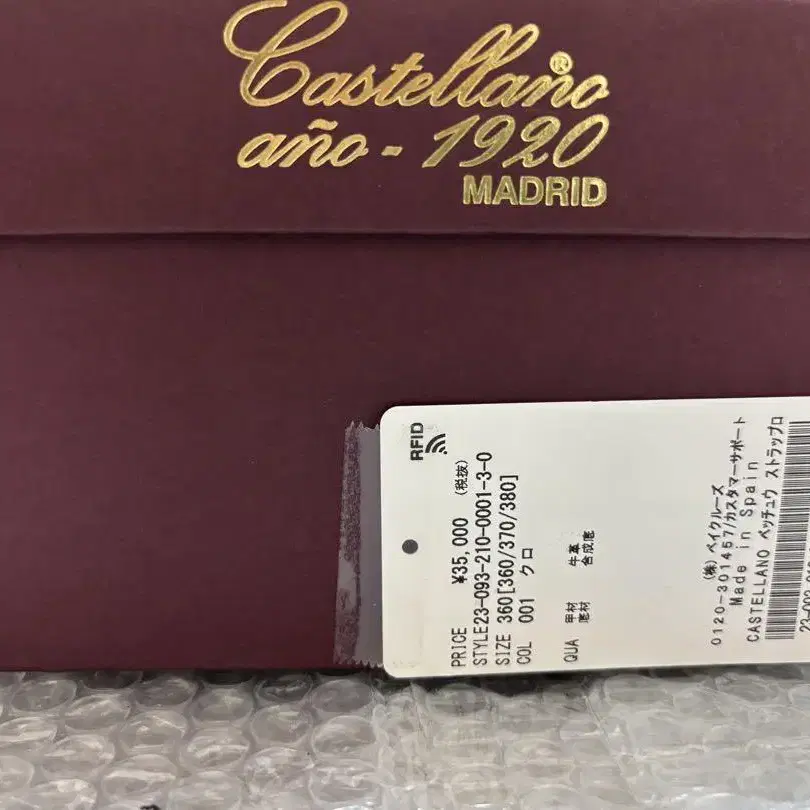 Castellano®
año - 1920
MADRID
RFID
PRICE ¥35,000 (税抜)
STYLE23-093-210-0001-3-0
SIZE 360[360/370/380]
COL 001 クロ
QUA 甲材 牛革
底材 合成底
(株)ベイクルーズ
0120-301457/カスタマーサポート
Made in Spain
CASTELLANO ベッチュウ ストラップロ